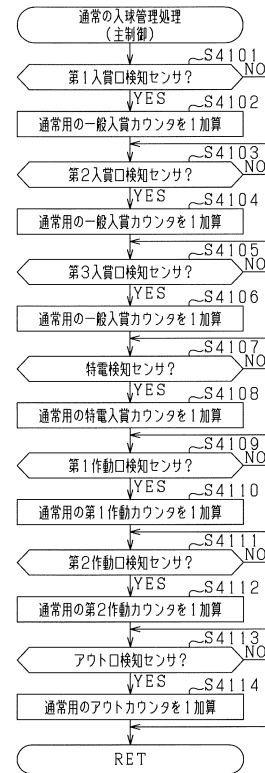 通常の入球管理処理
(主制御)
S4101
第1入賞口検知センサ?
NO
YES
S4102
通常用の一般入賞カウンタを1加算
S4103
第2入賞口検知センサ?
NO
YES
S4104
通常用の一般入賞カウンタを1加算
S4105
第3入賞口検知センサ?
NO
YES
S4106
通常用の一般入賞カウンタを1加算
S4107
特電検知センサ?
NO
YES
S4108
通常用の特電入賞カウンタを1加算
S4109
第1作動口検知センサ?
NO
YES
S4110
通常用の第1作動カウンタを1加算
S4111
第2作動口検知センサ?
NO
YES
S4112
通常用の第2作動カウンタを1加算
S4113
アウト口検知センサ?
NO
YES
S4114
通常用のアウトカウンタを1加算
RET